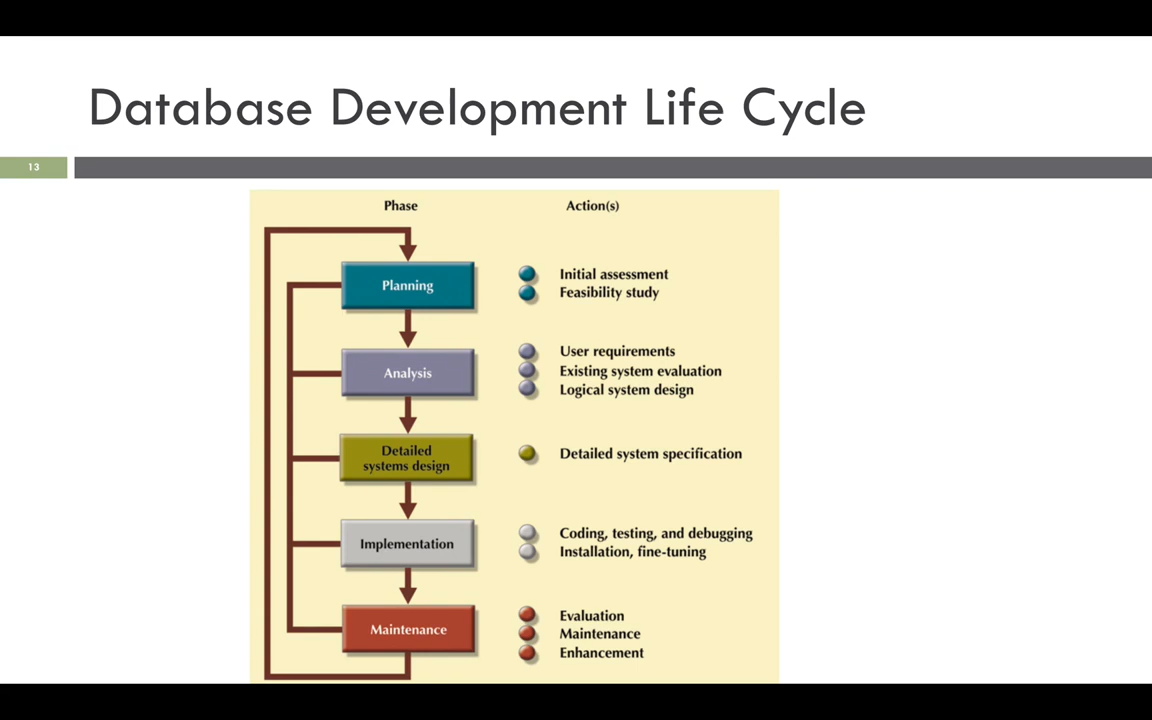 Database Development Life Cycle
13
Phase
Action(s)
Planning
Initial assessment
Feasibility study
Analysis
User requirements
Existing system evaluation
Logical system design
Detailed
systems design
Detailed system specification
Implementation
Coding, testing, and debugging
Installation, fine-tuning
Maintenance
Evaluation
Maintenance
Enhancement